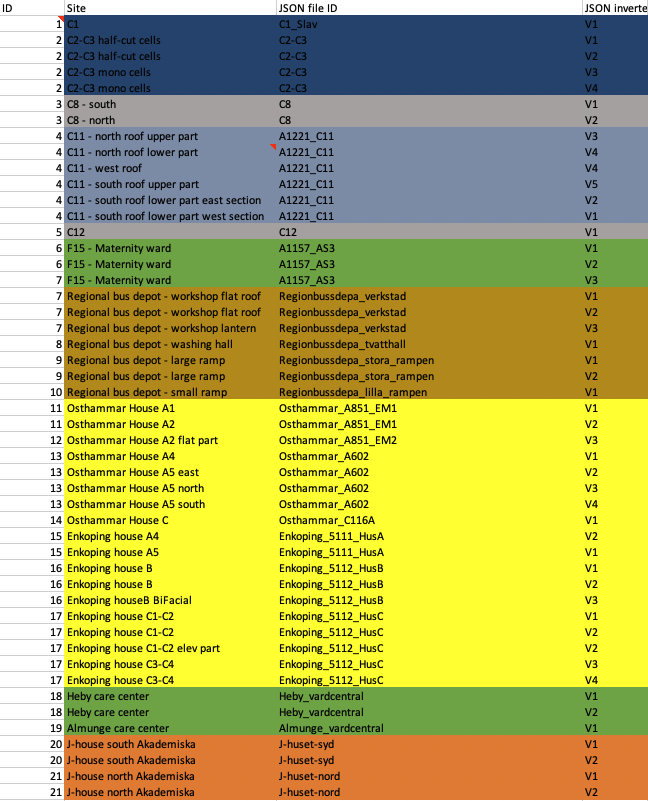 ID Site JSON file ID JSON inverte
1 C1 C1_Slav V1
2 C2-C3 half-cut cells C2-C3 V1
2 C2-C3 half-cut cells C2-C3 V2
2 C2-C3 mono cells C2-C3 V3
2 C2-C3 mono cells C2-C3 V4
3 C8 - south C8 V1
3 C8 - north C8 V2
4 C11 - north roof upper part A1221_C11 V3
4 C11 - north roof lower part A1221_C11 V4
4 C11 - west roof A1221_C11 V4
4 C11 - south roof upper part A1221_C11 V5
4 C11 - south roof lower part east section A1221_C11 V2
4 C11 - south roof lower part west section A1221_C11 V1
5 C12 C12 V1
6 F15 - Maternity ward A1157_AS3 V1
6 F15 - Maternity ward A1157_AS3 V2
7 F15 - Maternity ward A1157_AS3 V3
7 Regional bus depot - workshop flat roof Regionbussdepa_verkstad V1
7 Regional bus depot - workshop flat roof Regionbussdepa_verkstad V2
7 Regional bus depot - workshop lantern Regionbussdepa_verkstad V3
8 Regional bus depot - washing hall Regionbussdepa_tvatthall V1
9 Regional bus depot - large ramp Regionbussdepa_stora_rampen V1
9 Regional bus depot - large ramp Regionbussdepa_stora_rampen V2
10 Regional bus depot - small ramp Regionbussdepa_lilla_rampen V1
11 Osthammar House A1 Osthammar_A851_EM1 V1
11 Osthammar House A2 Osthammar_A851_EM1 V2
12 Osthammar House A2 flat part Osthammar_A851_EM2 V3
13 Osthammar House A4 Osthammar_A602 V1
13 Osthammar House A5 east Osthammar_A602 V2
13 Osthammar House A5 north Osthammar_A602 V3
13 Osthammar House A5 south Osthammar_A602 V4
14 Osthammar House C Osthammar_C116A V1
15 Enkoping house A4 Enkoping_5111_HusA V2
15 Enkoping house A5 Enkoping_5111_HusA V1
16 Enkoping house B Enkoping_5112_HusB V1
16 Enkoping house B Enkoping_5112_HusB V2
16 Enkoping houseB BiFacial Enkoping_5112_HusB V3
17 Enkoping house C1-C2 Enkoping_5112_HusC V1
17 Enkoping house C1-C2 Enkoping_5112_HusC V2
17 Enkoping house C1-C2 elev part Enkoping_5112_HusC V2
17 Enkoping house C3-C4 Enkoping_5112_HusC V3
17 Enkoping house C3-C4 Enkoping_5112_HusC V4
18 Heby care center Heby_vardcentral V1
18 Heby care center Heby_vardcentral V2
19 Almunge care center Almunge_vardcentral V1
20 J-house south Akademiska J-huset-syd V1
20 J-house south Akademiska J-huset-syd V2
21 J-house north Akademiska J-huset-nord V1
21 J-house north Akademiska J-huset-nord V2